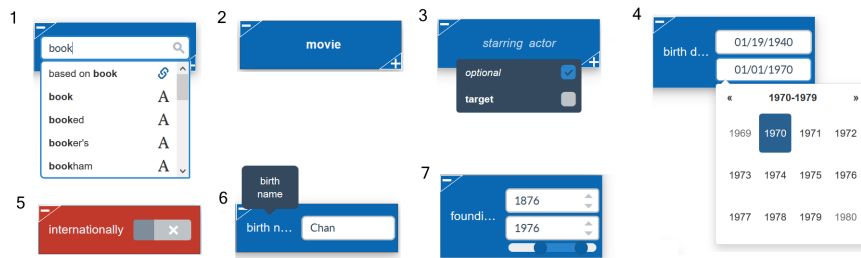 1
book
based on book
book
A
booked
A
booker's
A
bookham
A
2
movie
3
starring actor
optional
target
4
birth d...
01/19/1940
01/01/1970
« 1970-1979 »
1969 1970 1971 1972
1973 1974 1975 1976
1977 1978 1979 1980
5
internationally
6
birth
name
birth n...
Chan
7
foundi...
1876
1976